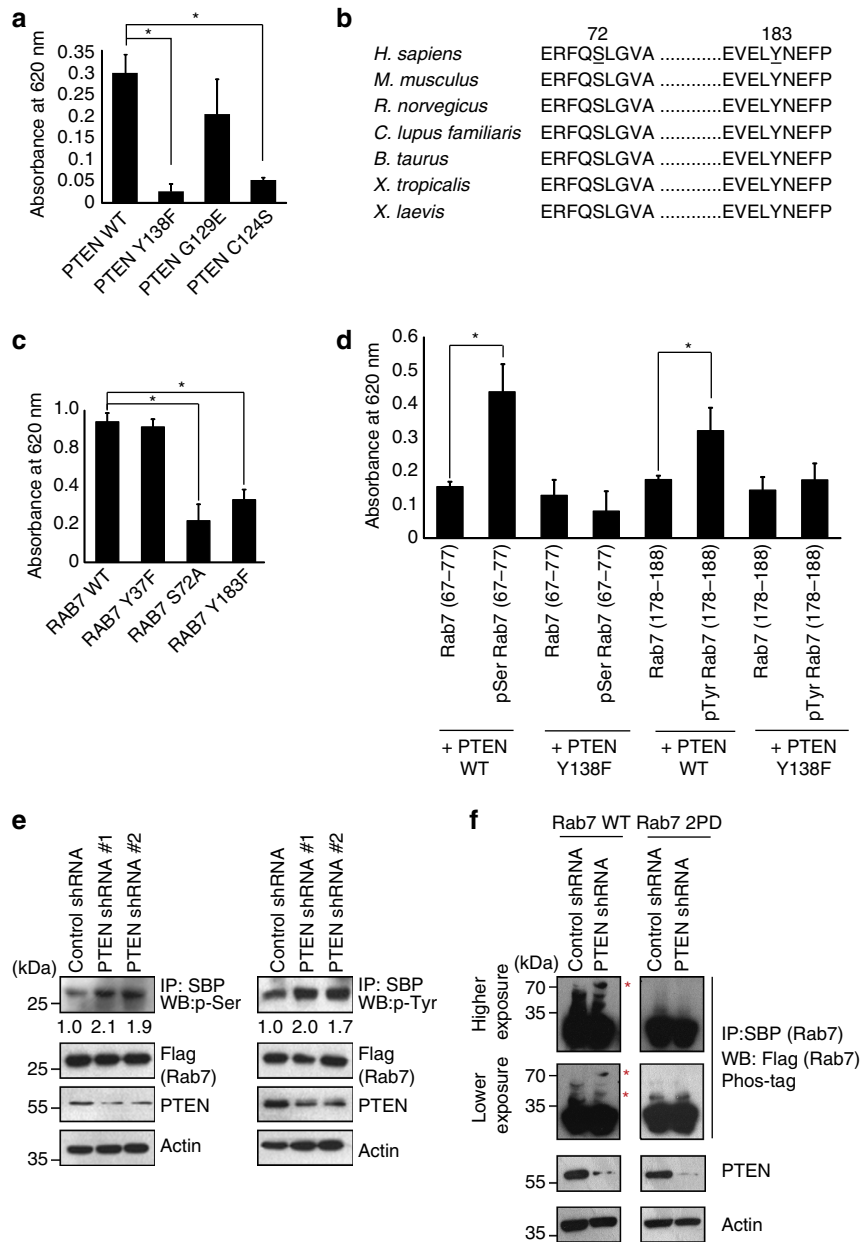 a
*
*
Absorbance at 620 nm
0.35
0.3
0.25
0.2
0.15
0.1
0.05
0
PTEN WT
PTEN Y138F
PTEN G129E
PTEN C124S
b
72 183
H. sapiens ERFQSLGVA ............EVELYNEFP
M. musculus ERFQSLGVA ............EVELYNEFP
R. norvegicus ERFQSLGVA ............EVELYNEFP
C. lupus familiaris ERFQSLGVA ............EVELYNEFP
B. taurus ERFQSLGVA ............EVELYNEFP
X. tropicalis ERFQSLGVA ............EVELYNEFP
X. laevis ERFQSLGVA ............EVELYNEFP
c
*
*
Absorbance at 620 nm
1.0
0.8
0.6
0.4
0.2
0
RAB7 WT
RAB7 Y37F
RAB7 S72A
RAB7 Y183F
d
*
*
Absorbance at 620 nm
0.6
0.5
0.4
0.3
0.2
0.1
0
Rab7 (67–77)
pSer Rab7 (67–77)
Rab7 (67–77)
pSer Rab7 (67–77)
Rab7 (178–188)
pTyr Rab7 (178–188)
Rab7 (178–188)
pTyr Rab7 (178–188)
+ PTEN WT
+ PTEN Y138F
+ PTEN WT
+ PTEN Y138F
e
Control shRNA
PTEN shRNA #1
PTEN shRNA #2
(kDa)
25
IP: SBP
WB:p-Ser
1.0 2.1 1.9
25
Flag
(Rab7)
55
PTEN
35
Actin
Control shRNA
PTEN shRNA #1
PTEN shRNA #2
IP: SBP
WB:p-Tyr
1.0 2.0 1.7
Flag
(Rab7)
PTEN
Actin
f
Rab7 WT Rab7 2PD
Control shRNA
PTEN shRNA
Control shRNA
PTEN shRNA
(kDa)
Higher exposure
70
35
*
Lower exposure
70
35
*
*
IP:SBP (Rab7)
WB: Flag (Rab7)
Phos-tag
55
PTEN
35
Actin